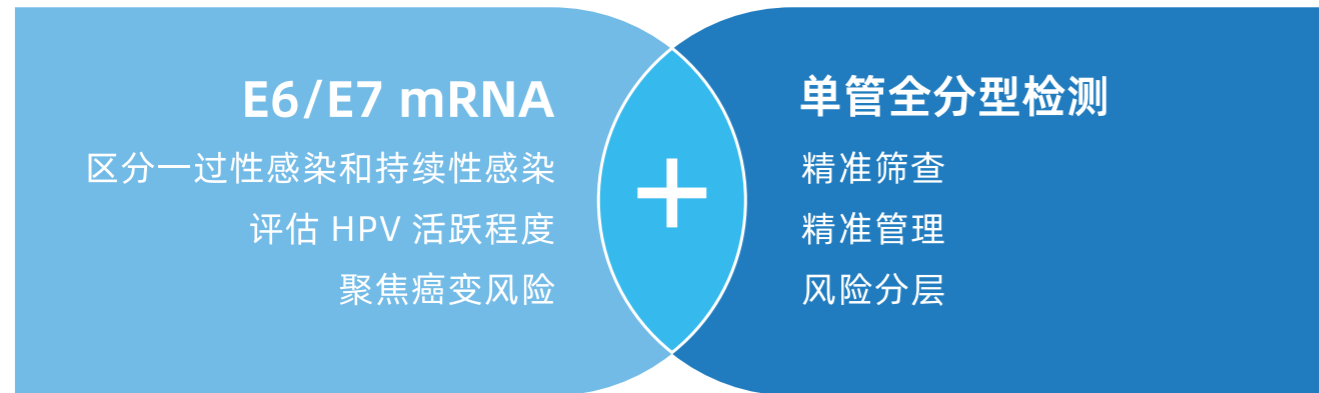 E6/E7 mRNA
区分一过性感染和持续性感染
评估 HPV 活跃程度
聚焦癌变风险
+
单管全分型检测
精准筛查
精准管理
风险分层